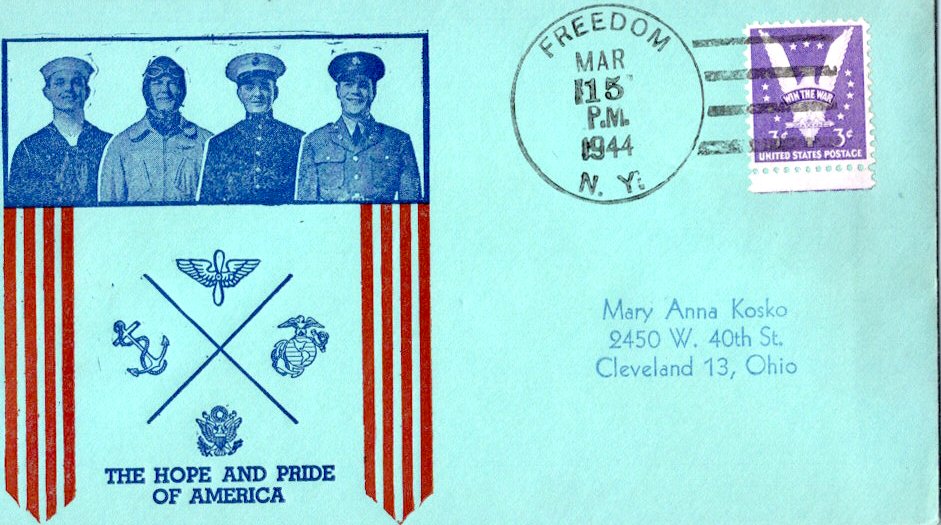 FREEDOM
MAR
15
P.M.
1944
N. Y.
WIN THE WAR
3¢ 3¢
UNITED STATES POSTAGE
Mary Anna Kosko
2450 W. 40th St.
Cleveland 13, Ohio
THE HOPE AND PRIDE
OF AMERICA